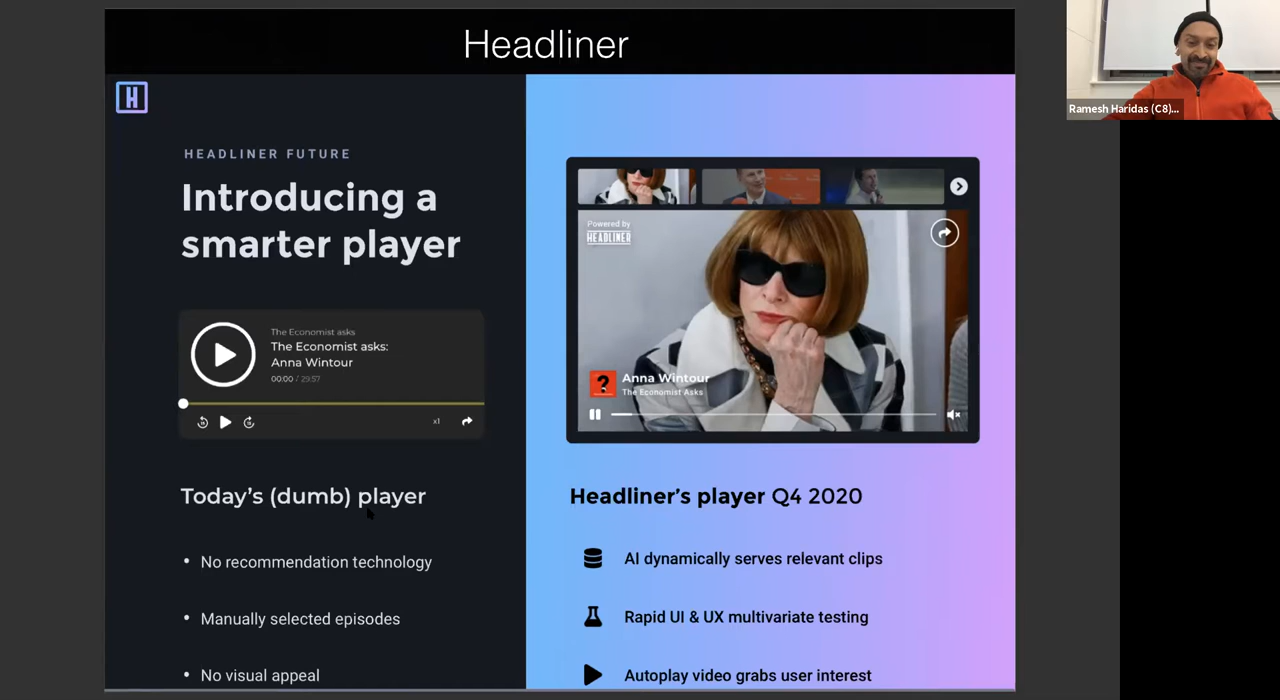 Headliner
H
HEADLINER FUTURE
Introducing a
smarter player
The Economist asks
The Economist asks:
Anna Wintour
00:00 / 29:57
x1
Today's (dumb) player
• No recommendation technology
• Manually selected episodes
• No visual appeal
Powered by
HEADLINER
?
Anna Wintour
The Economist Asks
Headliner's player Q4 2020
AI dynamically serves relevant clips
Rapid UI & UX multivariate testing
Autoplay video grabs user interest
Ramesh Haridas (C8)...